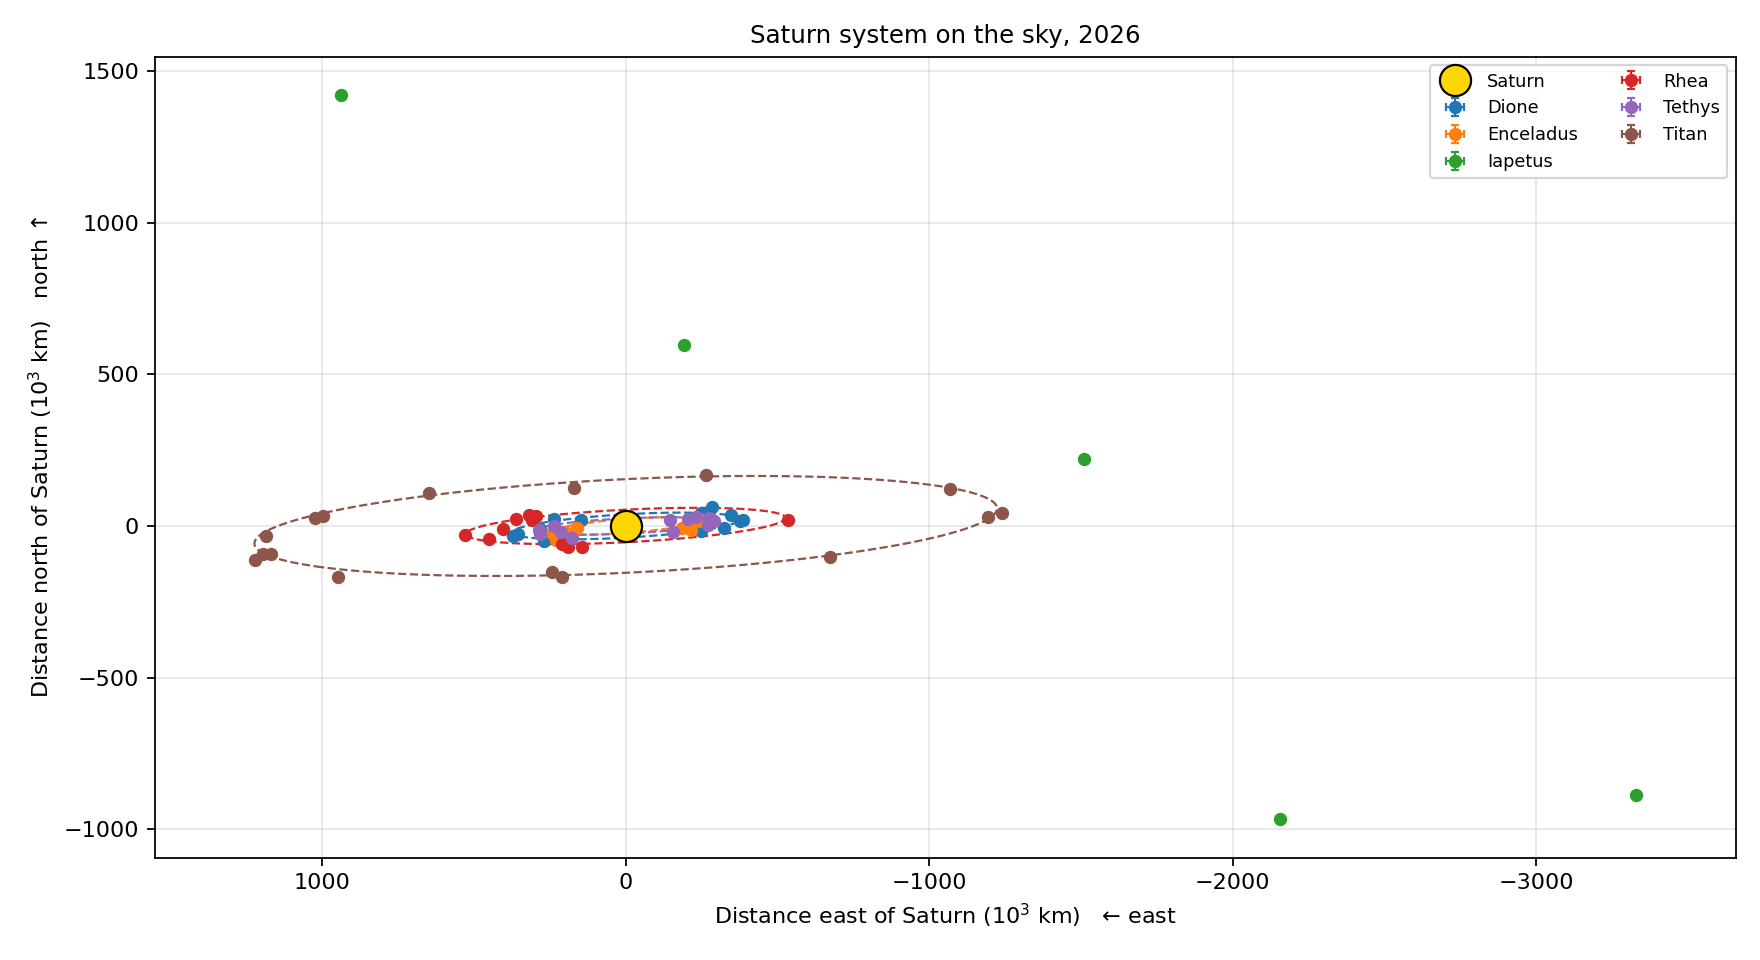 Saturn system on the sky, 2026
Saturn
Dione
Enceladus
Iapetus
Rhea
Tethys
Titan
1500
1000
500
0
−500
−1000
Distance north of Saturn (10³ km)   north ↑
1000
0
−1000
−2000
−3000
Distance east of Saturn (10³ km)   ← east